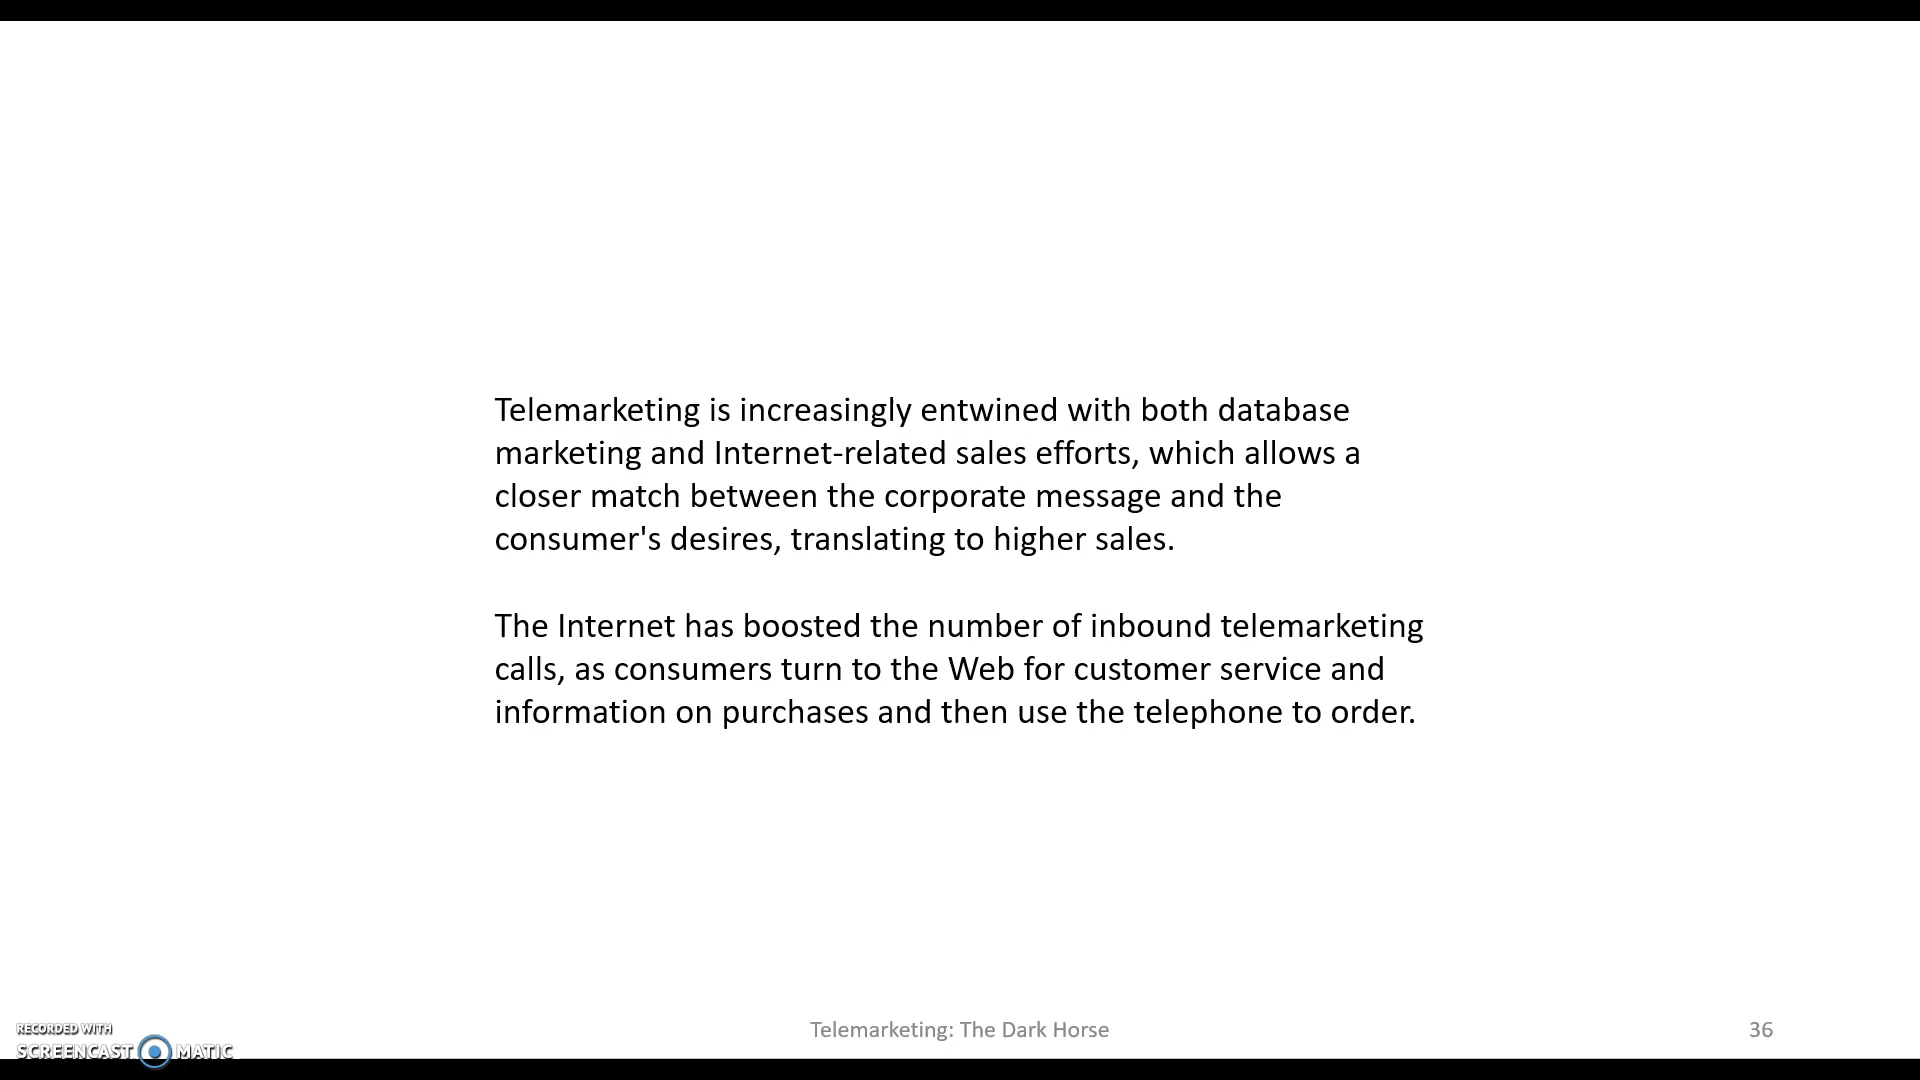 Telemarketing is increasingly entwined with both database
marketing and Internet-related sales efforts, which allows a
closer match between the corporate message and the
consumer's desires, translating to higher sales.
The Internet has boosted the number of inbound telemarketing
calls, as consumers turn to the Web for customer service and
information on purchases and then use the telephone to order.
RECORDED WITH
SCREENCAST MATIC
Telemarketing: The Dark Horse
36